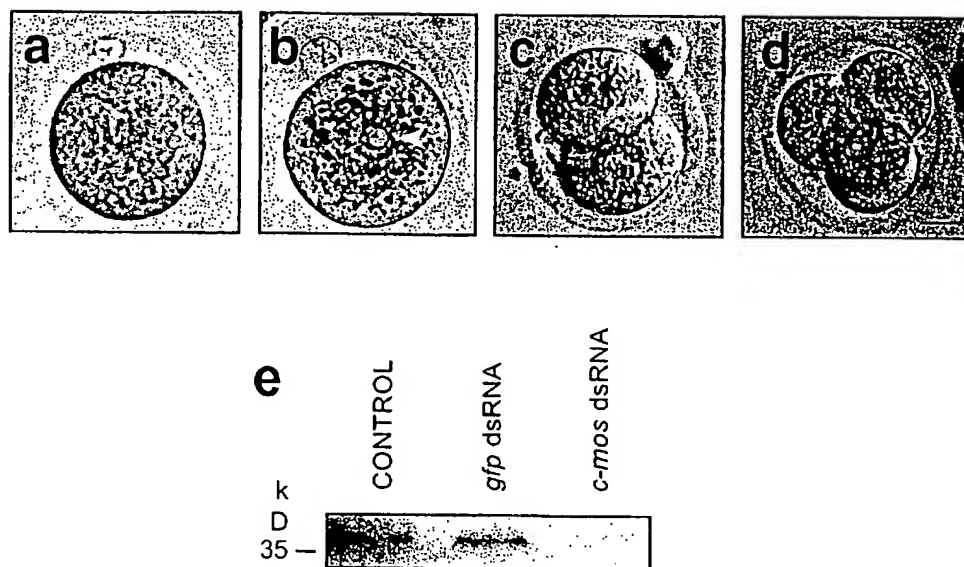 a b c d
e
CONTROL
gfp dsRNA
c-mos dsRNA
k
D
35